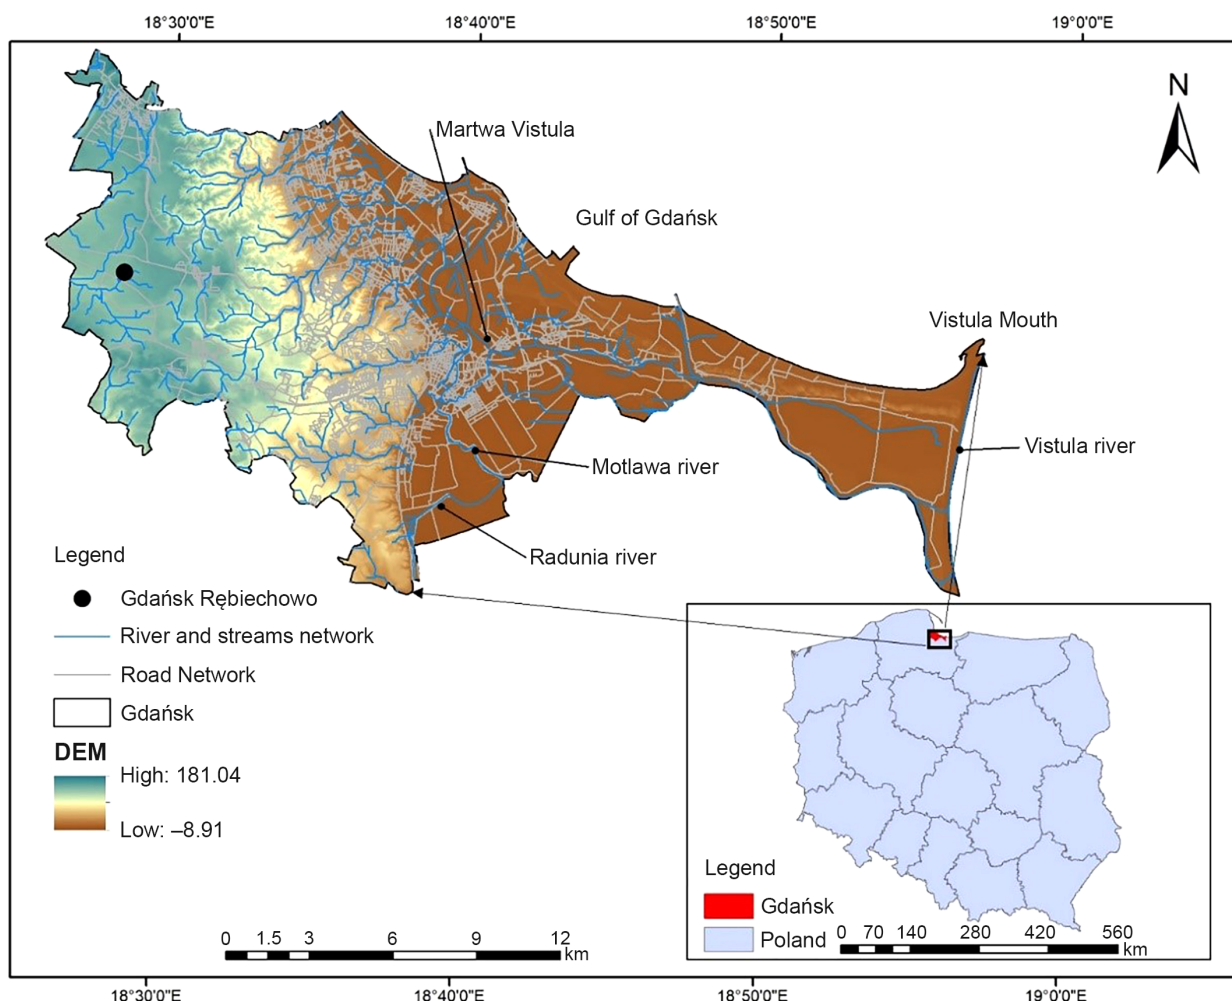 18°30'0"E 18°40'0"E 18°50'0"E 19°0'0"E
N
Martwa Vistula
Gulf of Gdańsk
Vistula Mouth
Vistula river
Motlawa river
Radunia river
Legend
Gdańsk Rębiechowo
River and streams network
Road Network
Gdańsk
DEM
High: 181.04
Low: –8.91
0 1.5 3 6 9 12
km
Legend
Gdańsk
Poland
0 70 140 280 420 560
km
18°30'0"E 18°40'0"E 18°50'0"E 19°0'0"E